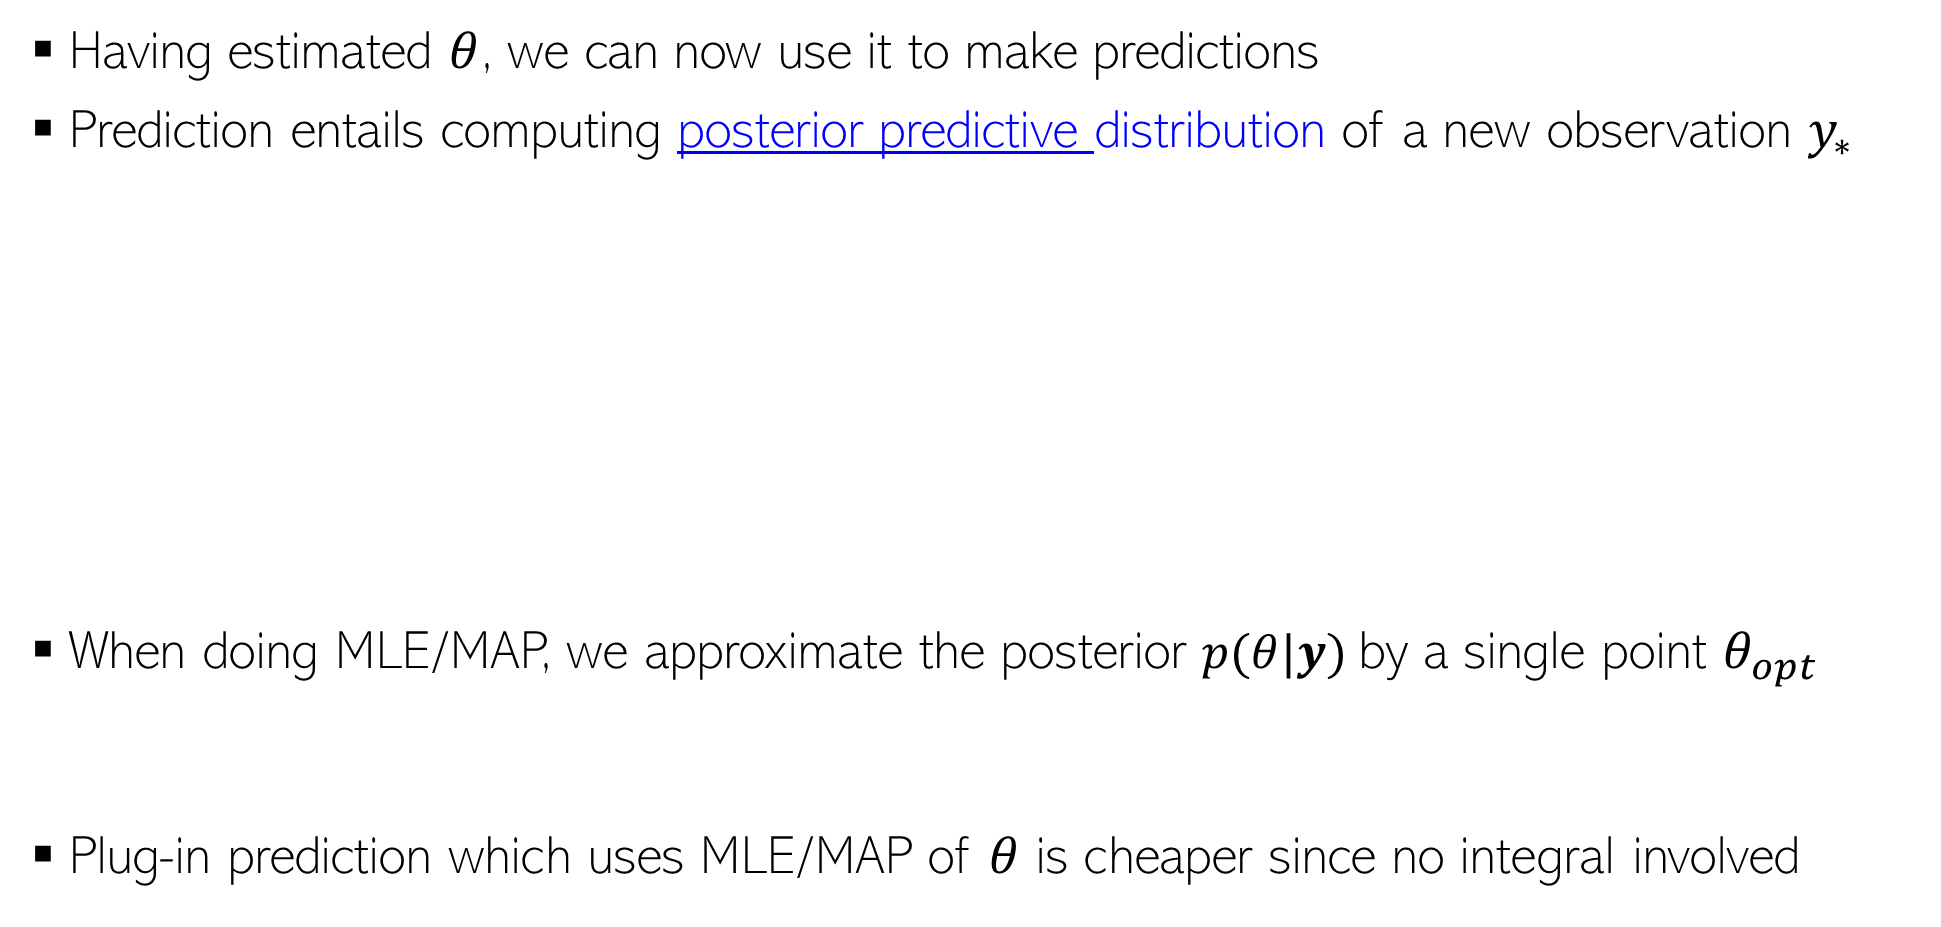 ▪ Having estimated θ, we can now use it to make predictions
▪ Prediction entails computing posterior predictive distribution of a new observation y*
▪ When doing MLE/MAP, we approximate the posterior p(θ|y) by a single point θ_opt
▪ Plug-in prediction which uses MLE/MAP of θ is cheaper since no integral involved